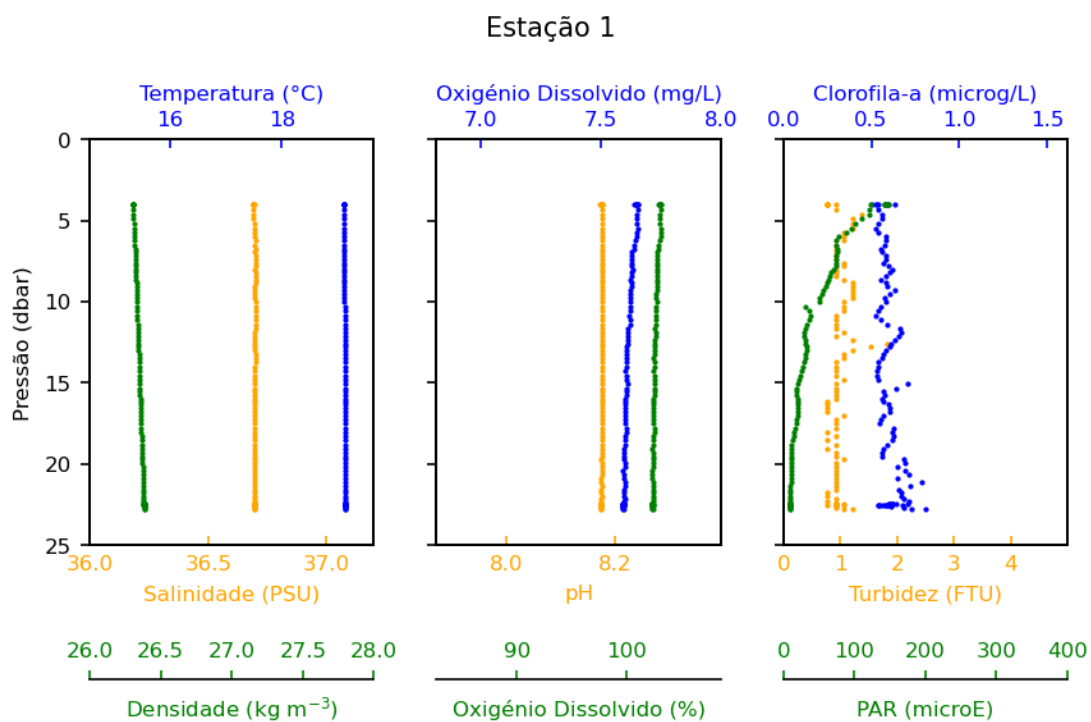 Estação 1
Temperatura (°C)
16 18
Oxigénio Dissolvido (mg/L)
7.0 7.5 8.0
Clorofila-a (microg/L)
0.0 0.5 1.0 1.5
Pressão (dbar)
0
5
10
15
20
25
36.0 36.5 37.0
Salinidade (PSU)
8.0 8.2
pH
0 1 2 3 4
Turbidez (FTU)
26.0 26.5 27.0 27.5 28.0
Densidade (kg m⁻³)
90 100
Oxigénio Dissolvido (%)
0 100 200 300 400
PAR (microE)